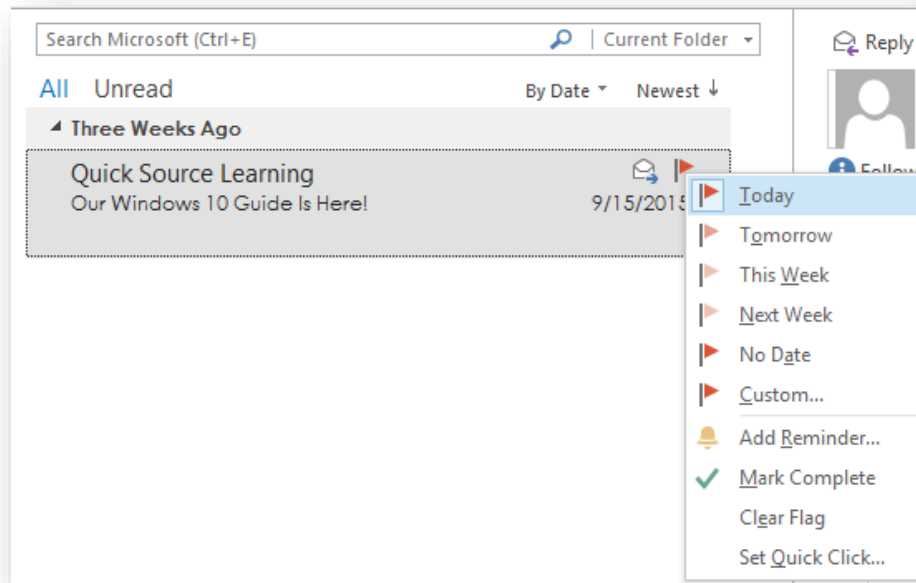 Search Microsoft (Ctrl+E) Current Folder
Reply
All Unread By Date Newest
Three Weeks Ago
Quick Source Learning
Our Windows 10 Guide Is Here! 9/15/2015
Today
Tomorrow
This Week
Next Week
No Date
Custom...
Add Reminder...
Mark Complete
Clear Flag
Set Quick Click...